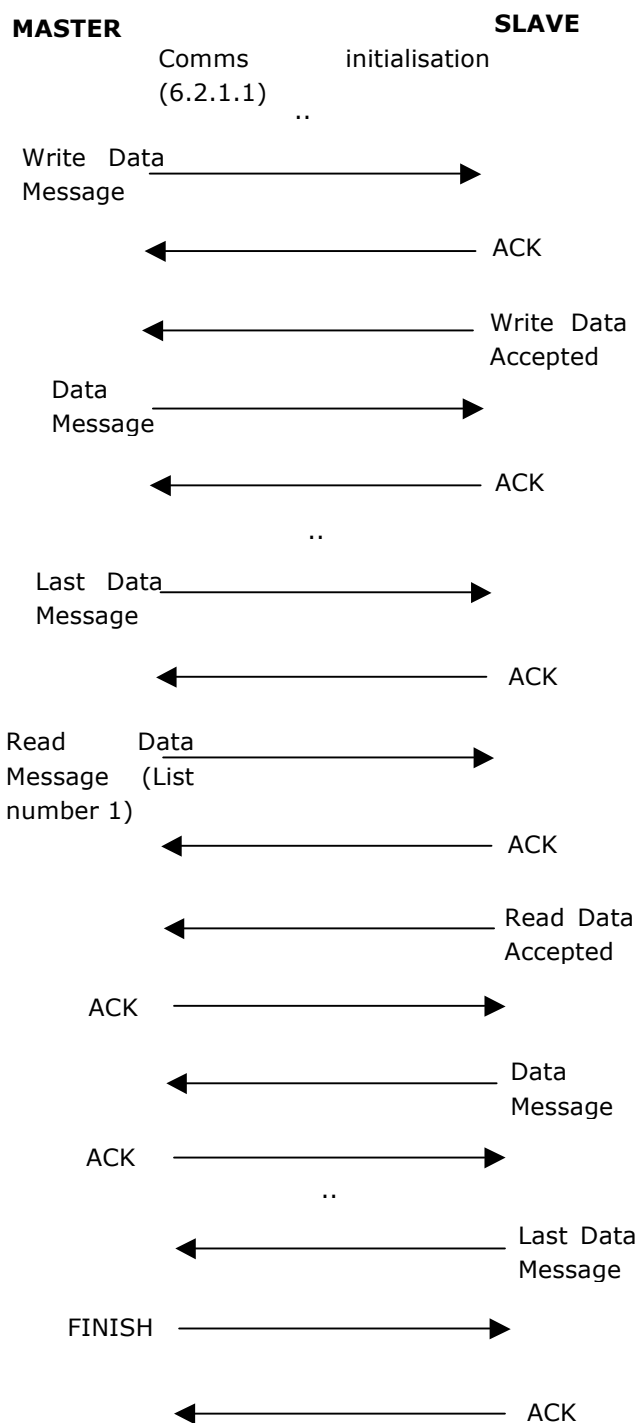 MASTER
SLAVE
Comms initialisation
(6.2.1.1)
..
Write Data
Message
ACK
Write Data
Accepted
Data
Message
ACK
..
Last Data
Message
ACK
Read Data
Message (List
number 1)
ACK
Read Data
Accepted
ACK
Data
Message
ACK
..
Last Data
Message
FINISH
ACK